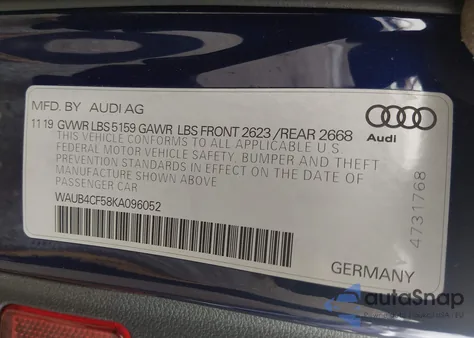 MFD. BY AUDI AG
11 19 GVWR LBS 5159 GAWR LBS FRONT 2623 /REAR 2668
THIS VEHICLE CONFORMS TO ALL APPLICABLE U S
FEDERAL MOTOR VEHICLE SAFETY, BUMPER AND THEFT
PREVENTION STANDARDS IN EFFECT ON THE DATE OF
MANUFACTURE SHOWN ABOVE
PASSENGER CAR
WAUB4CF58KA096052
Audi
4731768
GERMANY
autoSnap